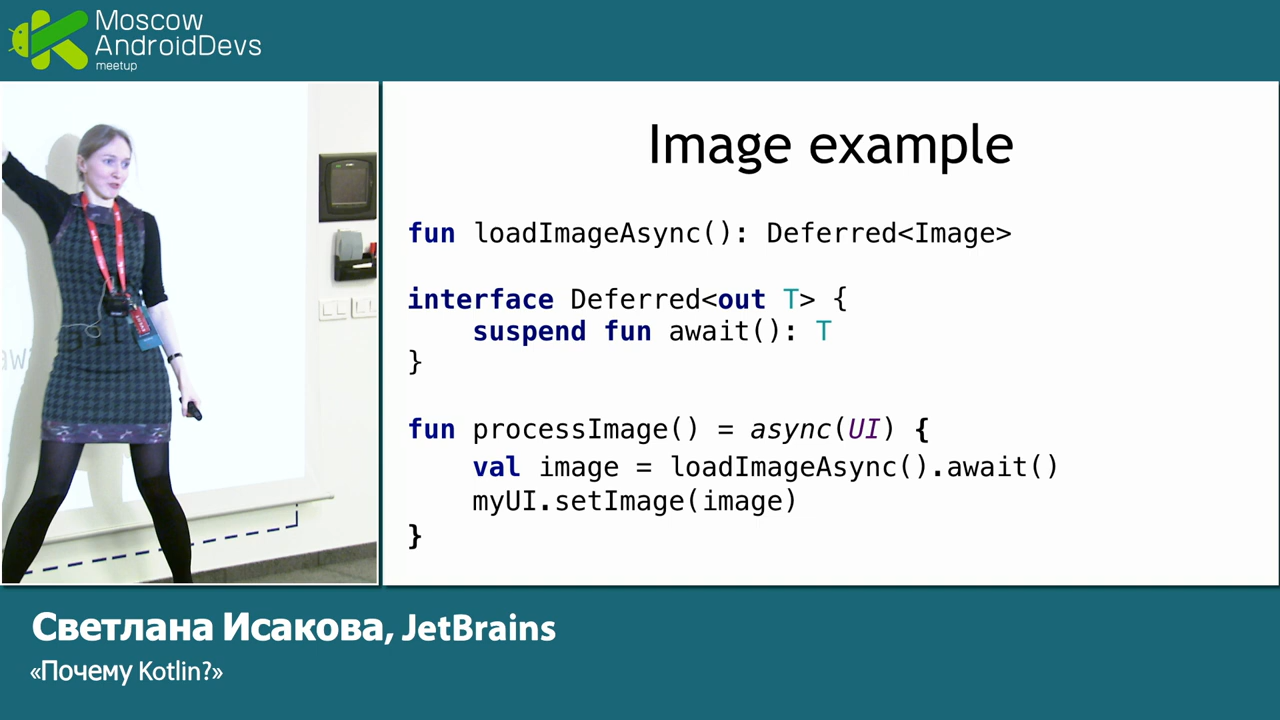 Moscow
AndroidDevs
meetup
Image example
fun loadImageAsync(): Deferred<Image>
interface Deferred<out T> {
    suspend fun await(): T
}
fun processImage() = async(UI) {
    val image = loadImageAsync().await()
    myUI.setImage(image)
}
Светлана Исакова, JetBrains
«Почему Kotlin?»